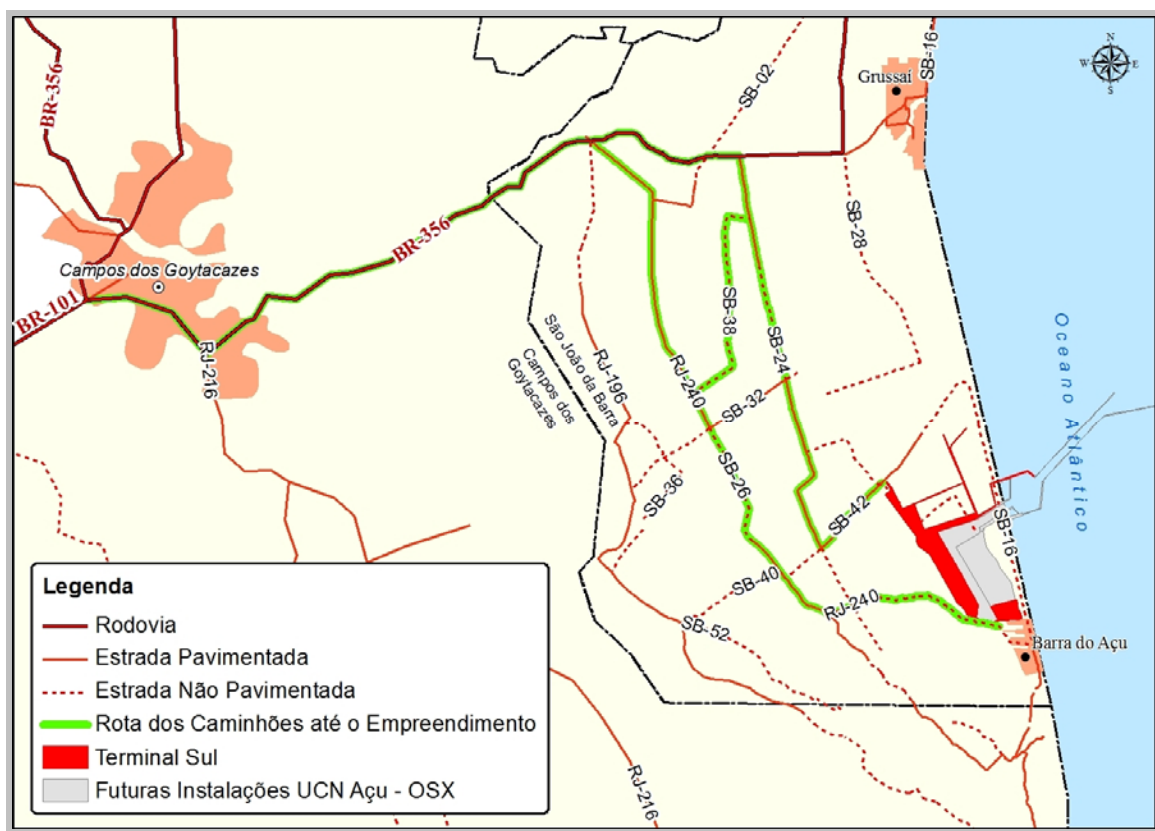 BR-356
SB-16
N
W
E
S
SB-02
Grussaí
BR-356
SB-28
Campos dos Goytacazes
BR-101
RJ-216
SB-38
SB-24
Oceano Atlântico
São João da Barra
Campos dos
Goytacazes
RJ-196
RJ-240
SB-32
SB-26
SB-36
SB-42
SB-16
SB-40
RJ-240
SB-52
Barra do Açu
RJ-216
Legenda
Rodovia
Estrada Pavimentada
Estrada Não Pavimentada
Rota dos Caminhões até o Empreendimento
Terminal Sul
Futuras Instalações UCN Açu - OSX